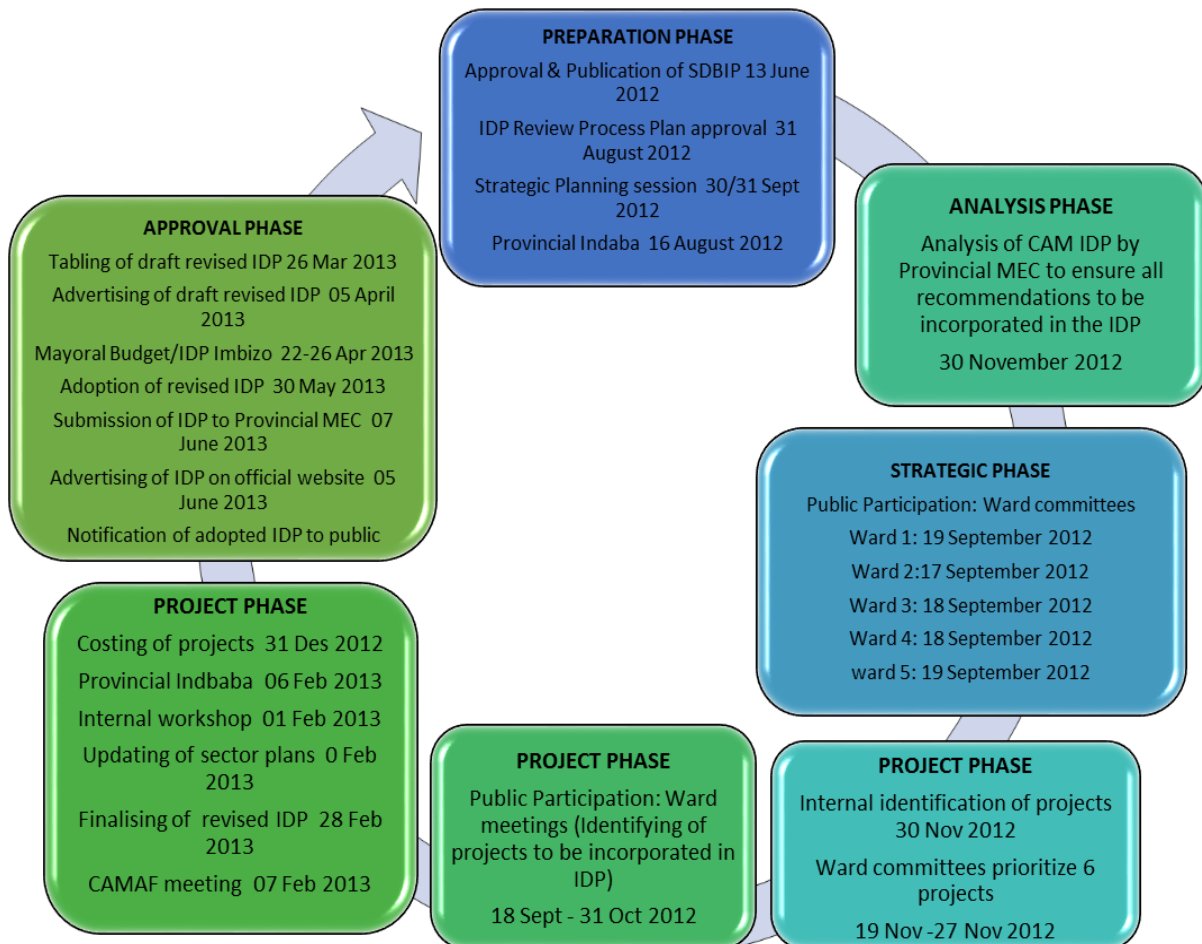 PREPARATION PHASE
Approval & Publication of SDBIP 13 June
2012
IDP Review Process Plan approval 31
August 2012
Strategic Planning session 30/31 Sept
2012
Provincial Indaba 16 August 2012
ANALYSIS PHASE
Analysis of CAM IDP by
Provincial MEC to ensure all
recommendations to be
incorporated in the IDP
30 November 2012
STRATEGIC PHASE
Public Participation: Ward committees
Ward 1: 19 September 2012
Ward 2:17 September 2012
Ward 3: 18 September 2012
Ward 4: 18 September 2012
ward 5: 19 September 2012
PROJECT PHASE
Internal identification of projects
30 Nov 2012
Ward committees prioritize 6
projects
19 Nov -27 Nov 2012
PROJECT PHASE
Public Participation: Ward
meetings (Identifying of
projects to be incorporated in
IDP)
18 Sept - 31 Oct 2012
PROJECT PHASE
Costing of projects 31 Des 2012
Provincial Indbaba 06 Feb 2013
Internal workshop 01 Feb 2013
Updating of sector plans 0 Feb
2013
Finalising of revised IDP 28 Feb
2013
CAMAF meeting 07 Feb 2013
APPROVAL PHASE
Tabling of draft revised IDP 26 Mar 2013
Advertising of draft revised IDP 05 April
2013
Mayoral Budget/IDP Imbizo 22-26 Apr 2013
Adoption of revised IDP 30 May 2013
Submission of IDP to Provincial MEC 07
June 2013
Advertising of IDP on official website 05
June 2013
Notification of adopted IDP to public